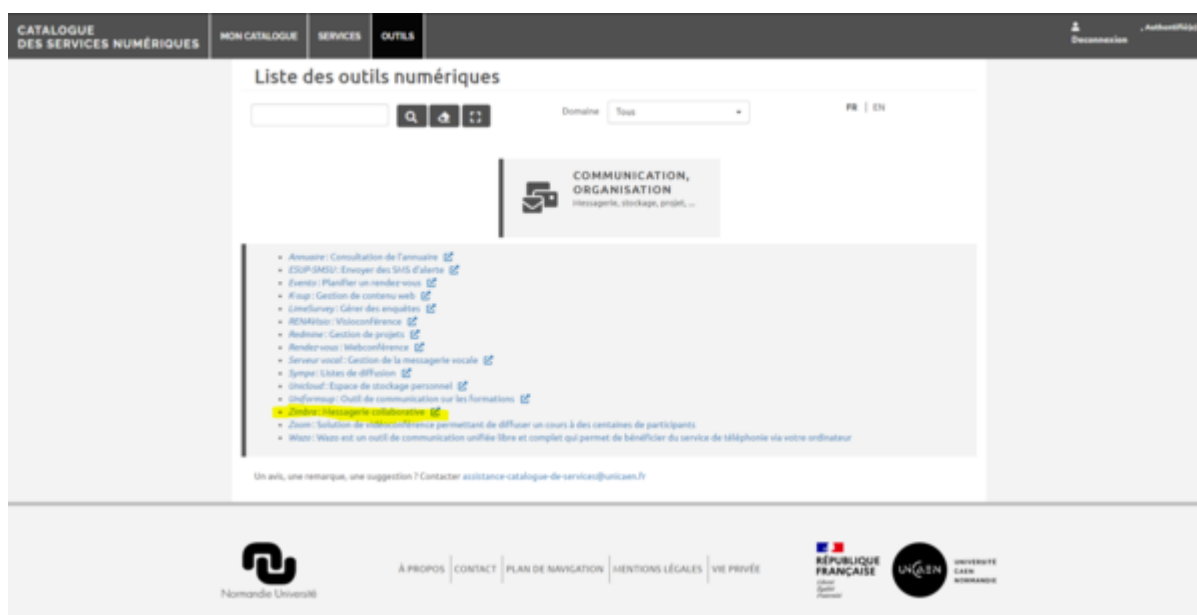 CATALOGUE
DES SERVICES NUMÉRIQUES
MON CATALOGUE
SERVICES
OUTILS
Deconnexion
Liste des outils numériques
Domaine
Tous
FR | EN
COMMUNICATION,
ORGANISATION
Messagerie, stockage, projet, ...
Annuaire : Consultation de l'annuaire
ESUP-SMSU : Envoyer des SMS d'alerte
Evento : Planifier un rendez-vous
K-sup : Gestion de contenu web
LimeSurvey : Gérer des enquêtes
RENAVisio : Visioconférence
Redmine : Gestion de projets
Rendez-vous : Webconférence
Serveur vocal : Gestion de la messagerie vocale
Sympa : Listes de diffusion
Unicloud : Espace de stockage personnel
Uniformsup : Outil de communication sur les formations
Zimbra : Messagerie collaborative
Zoom : Solution de vidéoconférence permettant de diffuser un cours à des centaines de participants
Wazo : Wazo est un outil de communication unifiée libre et complet qui permet de bénéficier du service de téléphonie via votre ordinateur
Un avis, une remarque, une suggestion ? Contacter assistance-catalogue-de-services@unicaen.fr
Normandie Université
À PROPOS | CONTACT | PLAN DE NAVIGATION | MENTIONS LÉGALES | VIE PRIVÉE
RÉPUBLIQUE
FRANÇAISE
Liberté
Égalité
Fraternité
UNICAEN
UNIVERSITÉ
CAEN
NORMANDIE